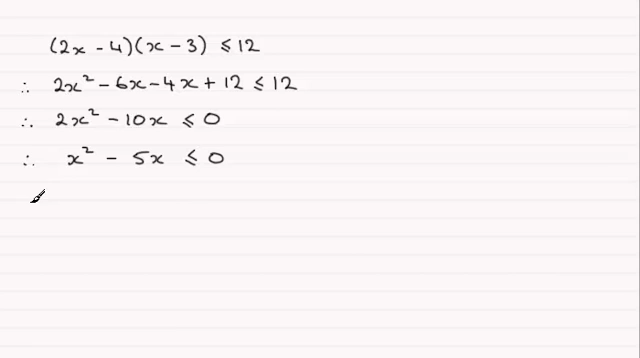 (2x - 4)(x - 3) ≤ 12
∴ 2x² - 6x - 4x + 12 ≤ 12
∴ 2x² - 10x ≤ 0
∴ x² - 5x ≤ 0